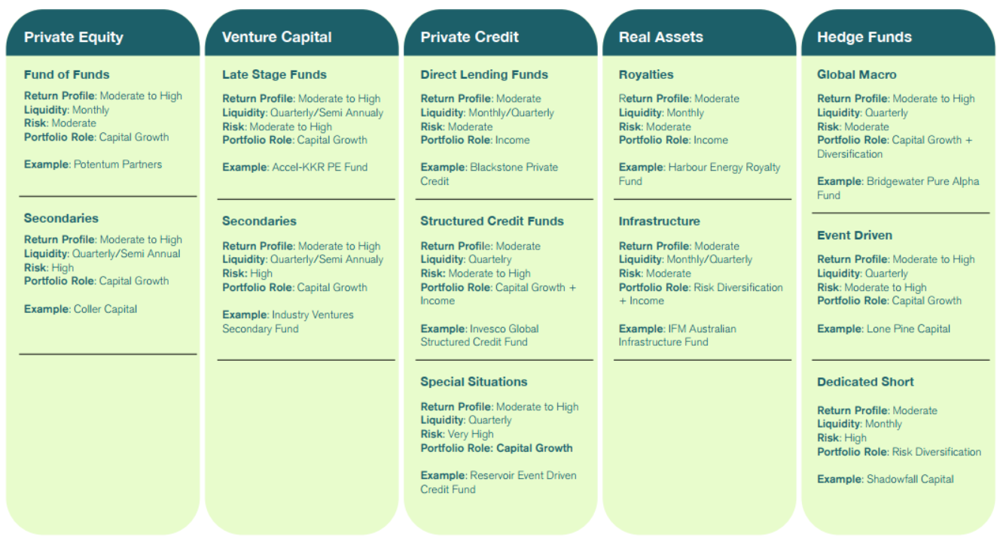 Private Equity
Fund of Funds
Return Profile: Moderate to High
Liquidity: Monthly
Risk: Moderate
Portfolio Role: Capital Growth
Example: Potentum Partners
Secondaries
Return Profile: Moderate to High
Liquidity: Quarterly/Semi Annual
Risk: High
Portfolio Role: Capital Growth
Example: Coller Capital
Venture Capital
Late Stage Funds
Return Profile: Moderate to High
Liquidity: Quarterly/Semi Annualy
Risk: Moderate to High
Portfolio Role: Capital Growth
Example: Accel-KKR PE Fund
Secondaries
Return Profile: Moderate to High
Liquidity: Quarterly/Semi Annualy
Risk: High
Portfolio Role: Capital Growth
Example: Industry Ventures
Secondary Fund
Private Credit
Direct Lending Funds
Return Profile: Moderate
Liquidity: Monthly/Quarterly
Risk: Moderate
Portfolio Role: Income
Example: Blackstone Private
Credit
Structured Credit Funds
Return Profile: Moderate
Liquidity: Quartelry
Risk: Moderate to High
Portfolio Role: Capital Growth +
Income
Example: Invesco Global
Structured Credit Fund
Special Situations
Return Profile: Moderate to High
Liquidity: Quarterly
Risk: Very High
Portfolio Role: Capital Growth
Example: Reservoir Event Driven
Credit Fund
Real Assets
Royalties
Return Profile: Moderate
Liquidity: Monthly
Risk: Moderate
Portfolio Role: Income
Example: Harbour Energy Royalty
Fund
Infrastructure
Return Profile: Moderate
Liquidity: Monthly/Quarterly
Risk: Moderate
Portfolio Role: Risk Diversification
+ Income
Example: IFM Australian
Infrastructure Fund
Hedge Funds
Global Macro
Return Profile: Moderate to High
Liquidity: Quarterly
Risk: Moderate
Portfolio Role: Capital Growth +
Diversification
Example: Bridgewater Pure Alpha
Fund
Event Driven
Return Profile: Moderate to High
Liquidity: Quarterly
Risk: Moderate to High
Portfolio Role: Capital Growth
Example: Lone Pine Capital
Dedicated Short
Return Profile: Moderate
Liquidity: Monthly
Risk: High
Portfolio Role: Risk Diversification
Example: Shadowfall Capital